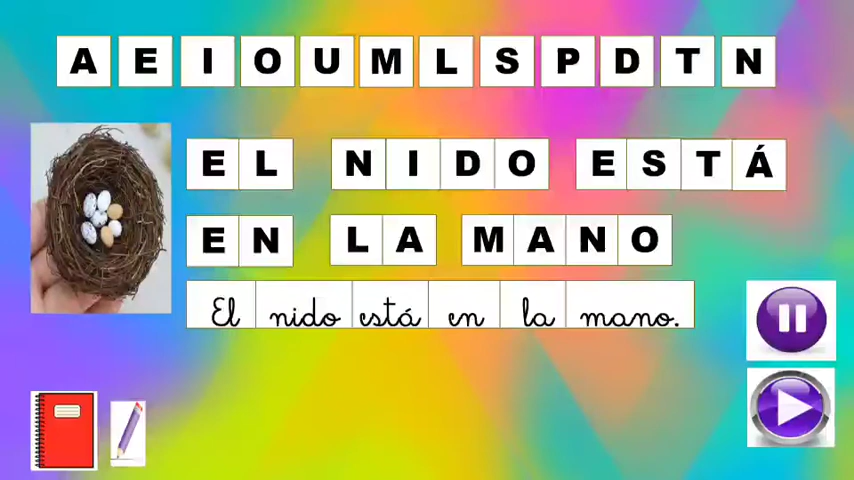 A E I O U M L S P D T N
EL NIDO ESTÁ
EN LA MANO
El nido está en la mano.